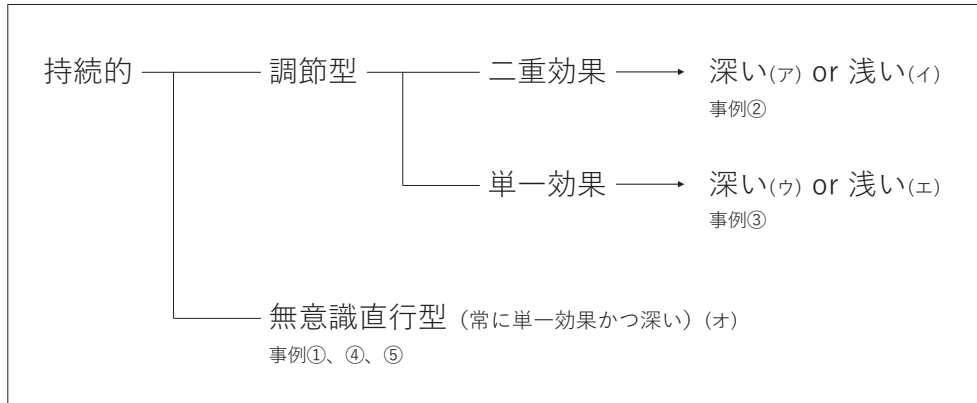 持続的 調節型 二重効果 深い(ア) or 浅い(イ)
事例②
単一効果 深い(ウ) or 浅い(エ)
事例③
無意識直行型（常に単一効果かつ深い）(オ)
事例①、④、⑤